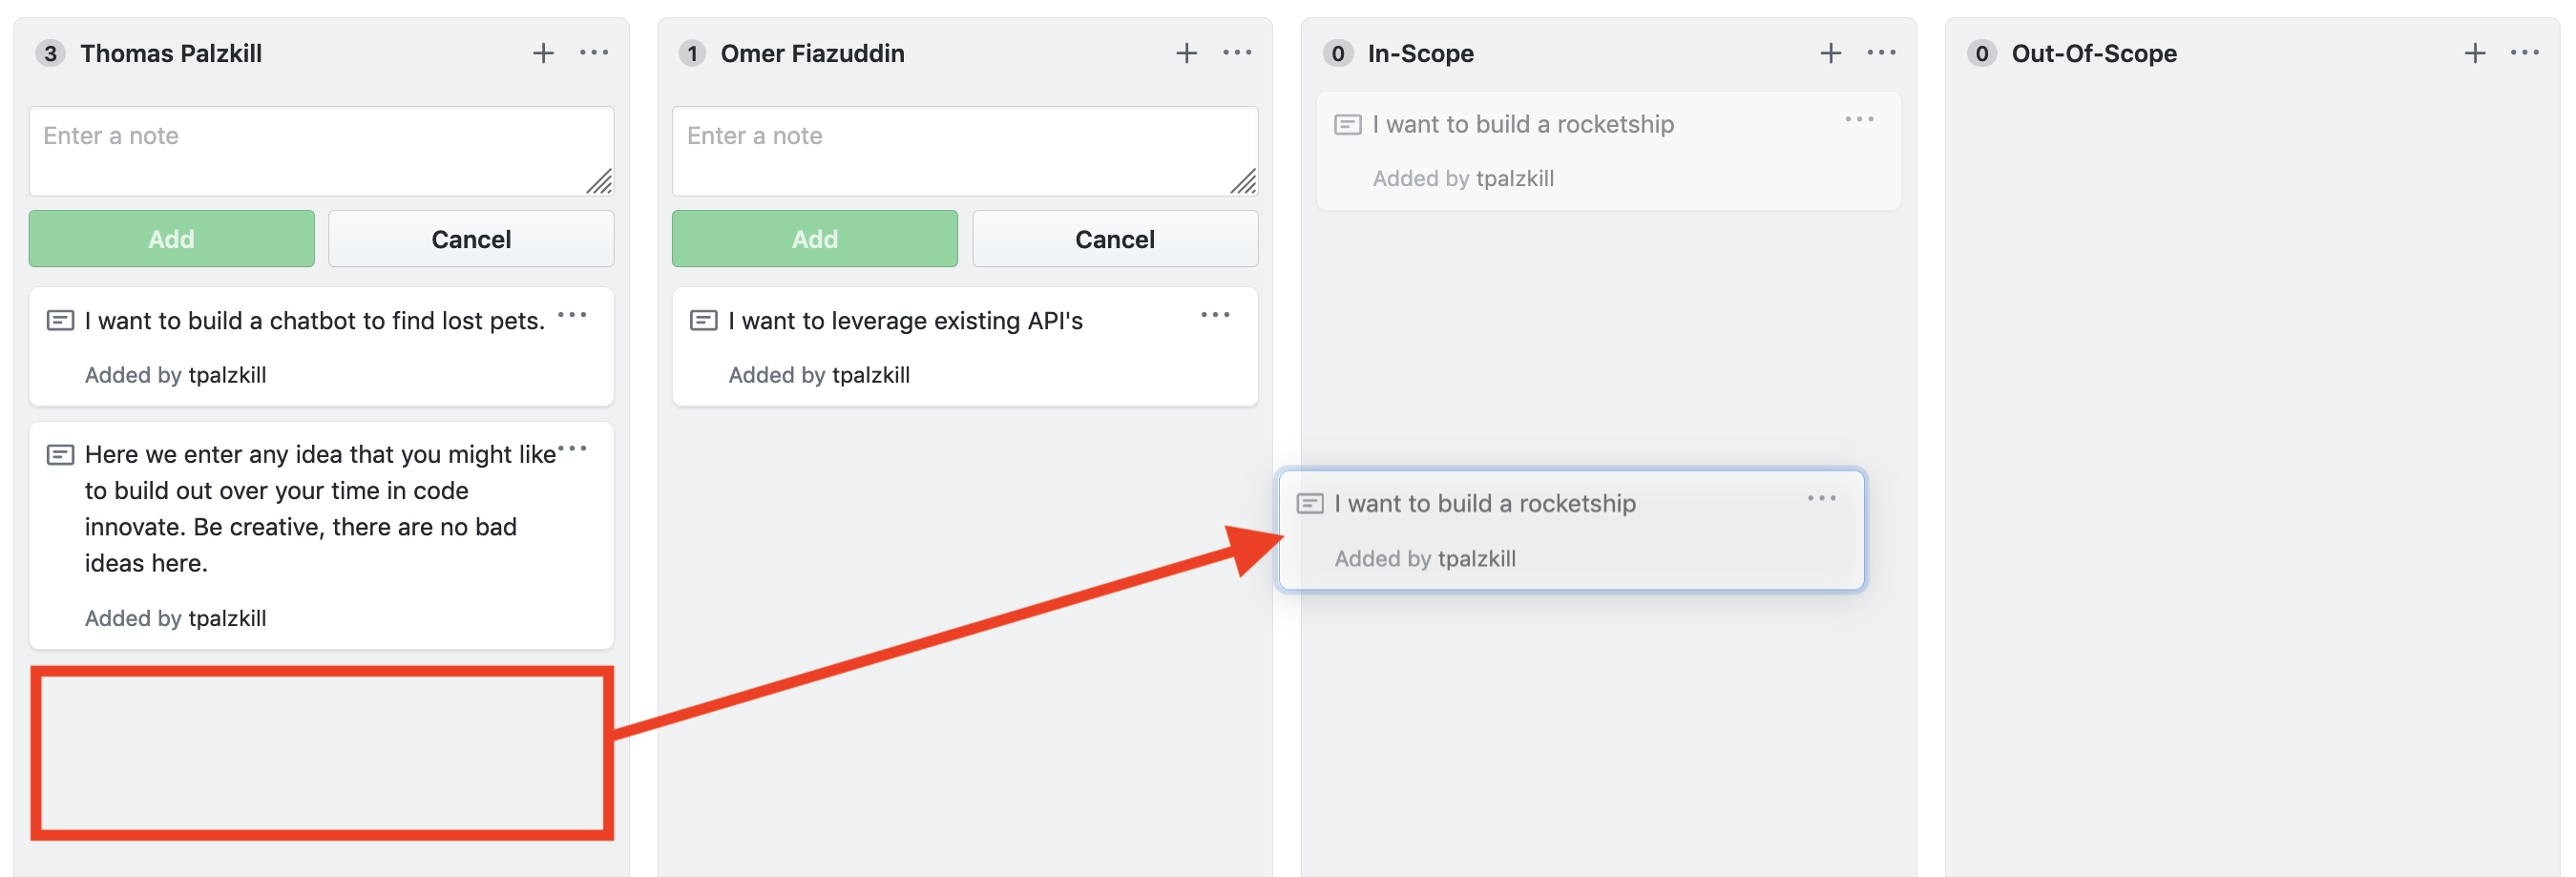 3 Thomas Palzkill
Enter a note
Add Cancel
I want to build a chatbot to find lost pets.
Added by tpalzkill
Here we enter any idea that you might like
to build out over your time in code
innovate. Be creative, there are no bad
ideas here.
Added by tpalzkill
1 Omer Fiazuddin
Enter a note
Add Cancel
I want to leverage existing API's
Added by tpalzkill
0 In-Scope
I want to build a rocketship
Added by tpalzkill
I want to build a rocketship
Added by tpalzkill
0 Out-Of-Scope